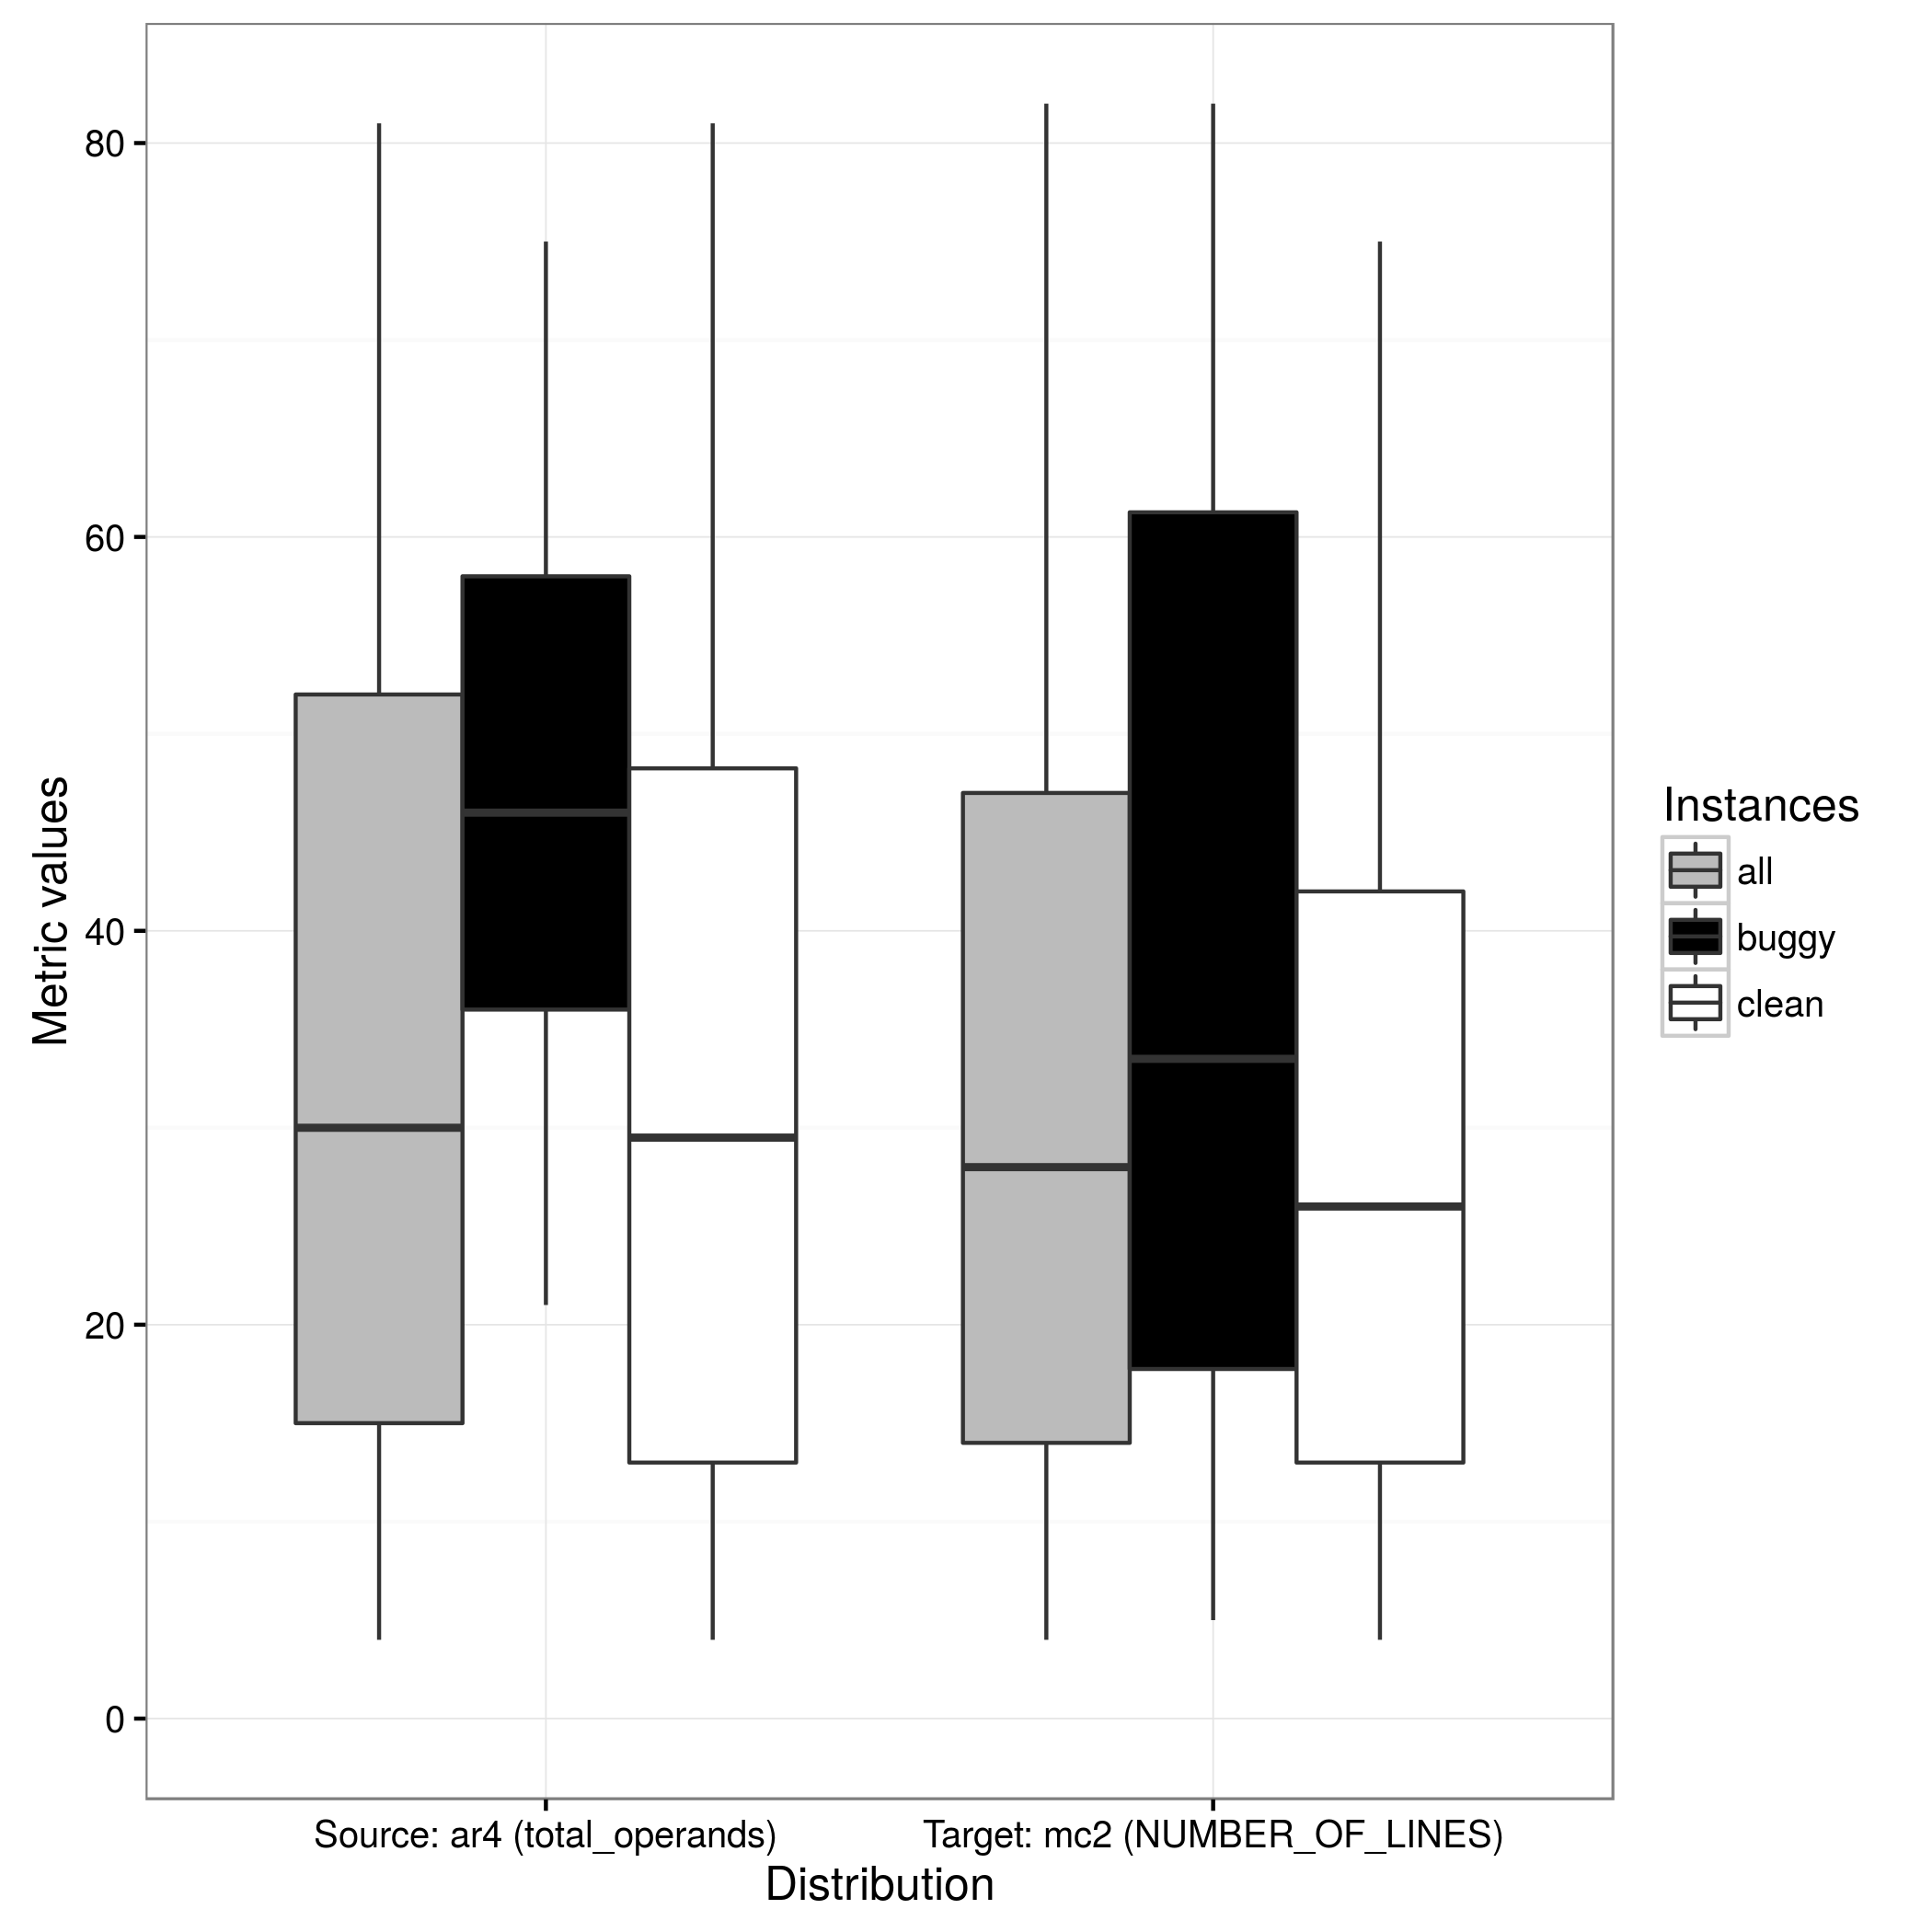 Metric values
80
60
40
20
0
Source: ar4 (total_operands)
Target: mc2 (NUMBER_OF_LINES)
Distribution
Instances
all
buggy
clean